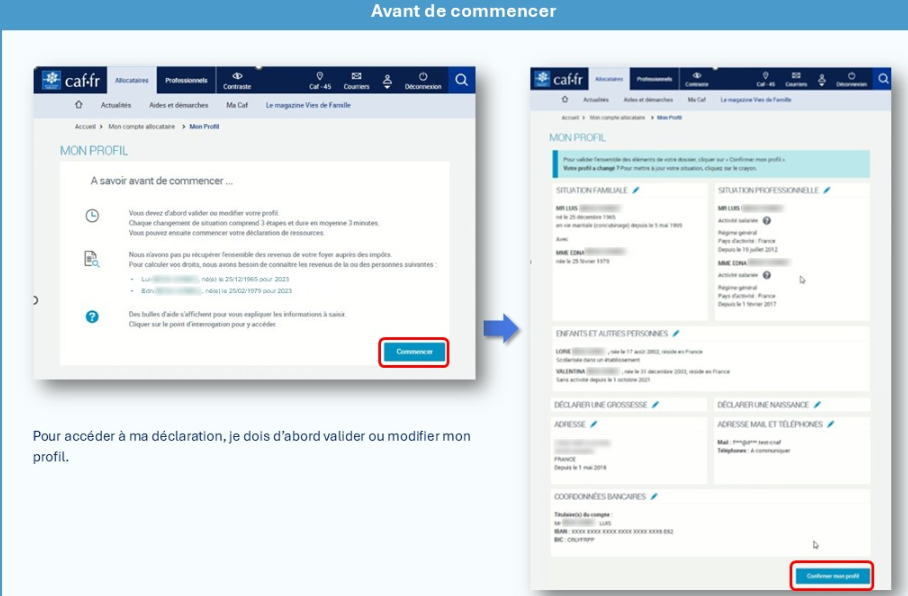 Avant de commencer
caf.fr
Allocataires
Professionnels
Contraste
Caf - 45
Courriers
Déconnexion
Actualités
Aides et démarches
Ma Caf
Le magazine Vies de Famille
Accueil > Mon compte allocataire > Mon Profil
MON PROFIL
A savoir avant de commencer ...
Vous devez d'abord valider ou modifier votre profil.
Chaque changement de situation comprend 3 étapes et dure en moyenne 3 minutes.
Vous pouvez ensuite commencer votre déclaration de ressources.
Nous n'avons pas pu récupérer l'ensemble des revenus de votre foyer auprès des impôts.
Pour calculer vos droits, nous avons besoin de connaître les revenus de la ou des personnes suivantes :
Lui , né(e) le 25/12/1965 pour 2023
Edn , né(e) le 25/02/1979 pour 2023
Des bulles d'aide s'affichent pour vous expliquer les informations à saisir.
Cliquer sur le point d'interrogation pour y accéder.
Commencer
Pour accéder à ma déclaration, je dois d'abord valider ou modifier mon
profil.
caf.fr
Allocataires
Professionnels
Contraste
Caf - 45
Courriers
Déconnexion
Actualités
Aides et démarches
Ma Caf
Le magazine Vies de Famille
Accueil > Mon compte allocataire > Mon Profil
MON PROFIL
Pour valider l'ensemble des éléments de votre dossier, cliquer sur « Confirmer mon profil ».
Votre profil a changé ? Pour mettre à jour votre situation, cliquez sur le crayon.
SITUATION FAMILIALE
MR LUIS
né le 25 décembre 1965
en vie maritale (concubinage) depuis le 5 mai 1999
Avec
MME EDNA
née le 25 février 1979
SITUATION PROFESSIONNELLE
MR LUIS
Activité salariée
Régime général
Pays d'activité : France
Depuis le 19 juillet 2012
MME EDNA
Activité salariée
Régime général
Pays d'activité : France
Depuis le 1 février 2017
ENFANTS ET AUTRES PERSONNES
LORIE , née le 17 août 2002, réside en France
Scolarisée dans un établissement
VALENTINA , née le 31 décembre 2003, réside en France
Sans activité depuis le 1 octobre 2021
DÉCLARER UNE GROSSESSE
DÉCLARER UNE NAISSANCE
ADRESSE
FRANCE
Depuis le 1 mai 2016
ADRESSE MAIL ET TÉLÉPHONES
Mail : f***@d***.test-cnaf
Téléphones : A communiquer
COORDONNÉES BANCAIRES
Titulaire(s) du compte :
LUIS
IBAN : XXXX XXXX XXXX XXXX XXXX XXX9 892
BIC : CRLYFRPP
Confirmer mon profil